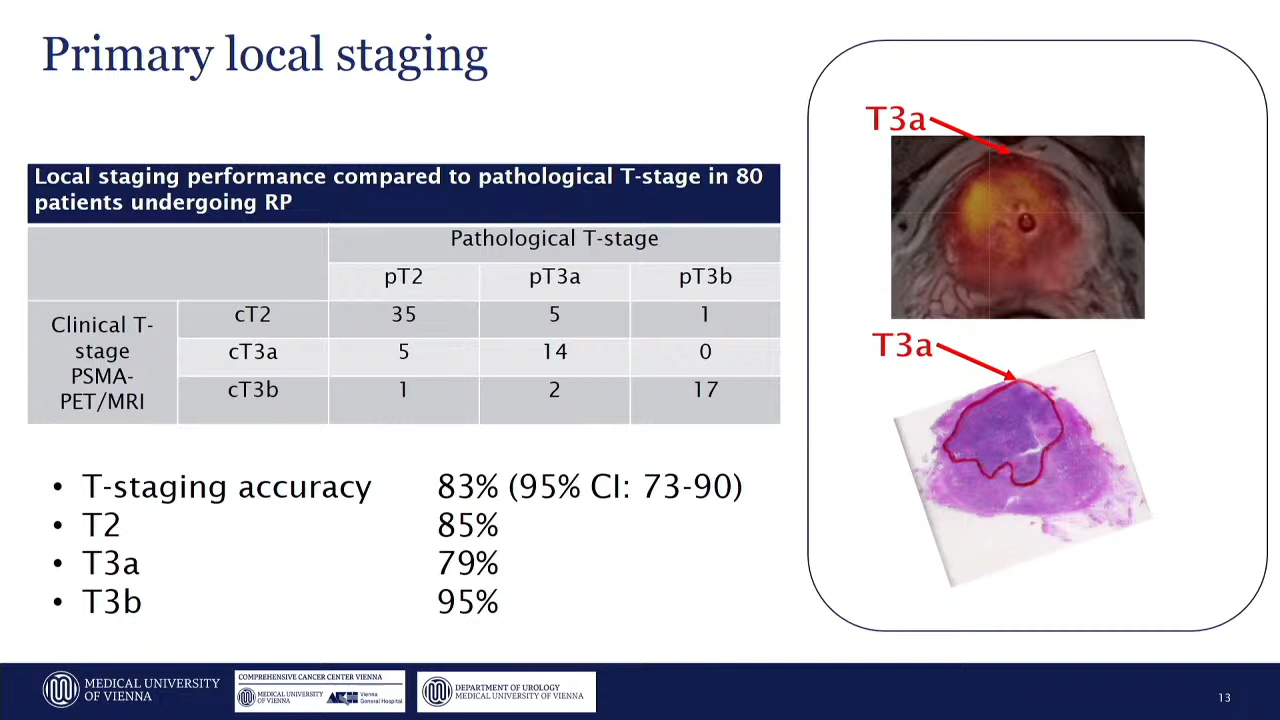 Primary local staging
Local staging performance compared to pathological T-stage in 80
patients undergoing RP
Pathological T-stage
pT2 pT3a pT3b
Clinical T-
stage
PSMA-
PET/MRI
cT2 35 5 1
cT3a 5 14 0
cT3b 1 2 17
• T-staging accuracy 83% (95% CI: 73-90)
• T2 85%
• T3a 79%
• T3b 95%
T3a
T3a
MEDICAL UNIVERSITY
OF VIENNA
COMPREHENSIVE CANCER CENTER VIENNA
MEDICAL UNIVERSITY
OF VIENNA
AKH
Vienna
General Hospital
DEPARTMENT OF UROLOGY
MEDICAL UNIVERSITY OF VIENNA
13